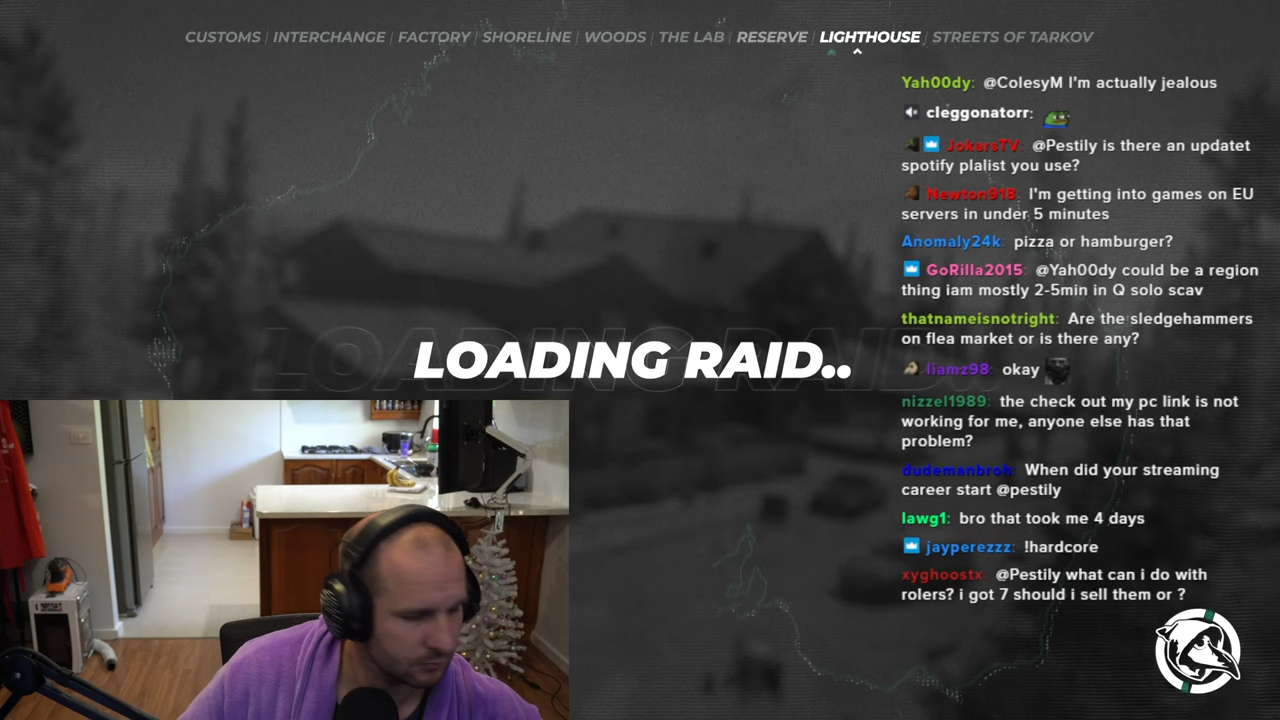 CUSTOMS | INTERCHANGE | FACTORY | SHORELINE | WOODS | THE LAB | RESERVE | LIGHTHOUSE | STREETS OF TARKOV
Yah00dy: @ColesyM I'm actually jealous
cleggonatorr:
JokarsTV: @Pestily is there an updatet
spotify plalist you use?
Newton918: I'm getting into games on EU
servers in under 5 minutes
Anomaly24k: pizza or hamburger?
GoRilla2015: @Yah00dy could be a region
thing iam mostly 2-5min in Q solo scav
thatnameisnotright: Are the sledgehammers
on flea market or is there any?
LOADING RAID..
liamz98: okay
nizzel1989: the check out my pc link is not
working for me, anyone else has that
problem?
dudemanbroh: When did your streaming
career start @pestily
lawg1: bro that took me 4 days
jayperezzz: !hardcore
xyghoostx: @Pestily what can i do with
rolers? i got 7 should i sell them or ?